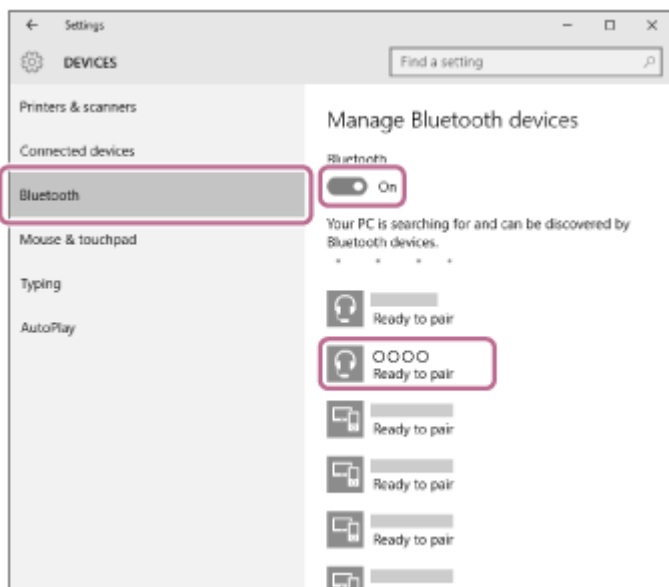 Settings
DEVICES
Find a setting
Printers & scanners
Connected devices
Bluetooth
Mouse & touchpad
Typing
AutoPlay
Manage Bluetooth devices
Bluetooth
On
Your PC is searching for and can be discovered by
Bluetooth devices.
Ready to pair
OOOO
Ready to pair
Ready to pair
Ready to pair
Ready to pair